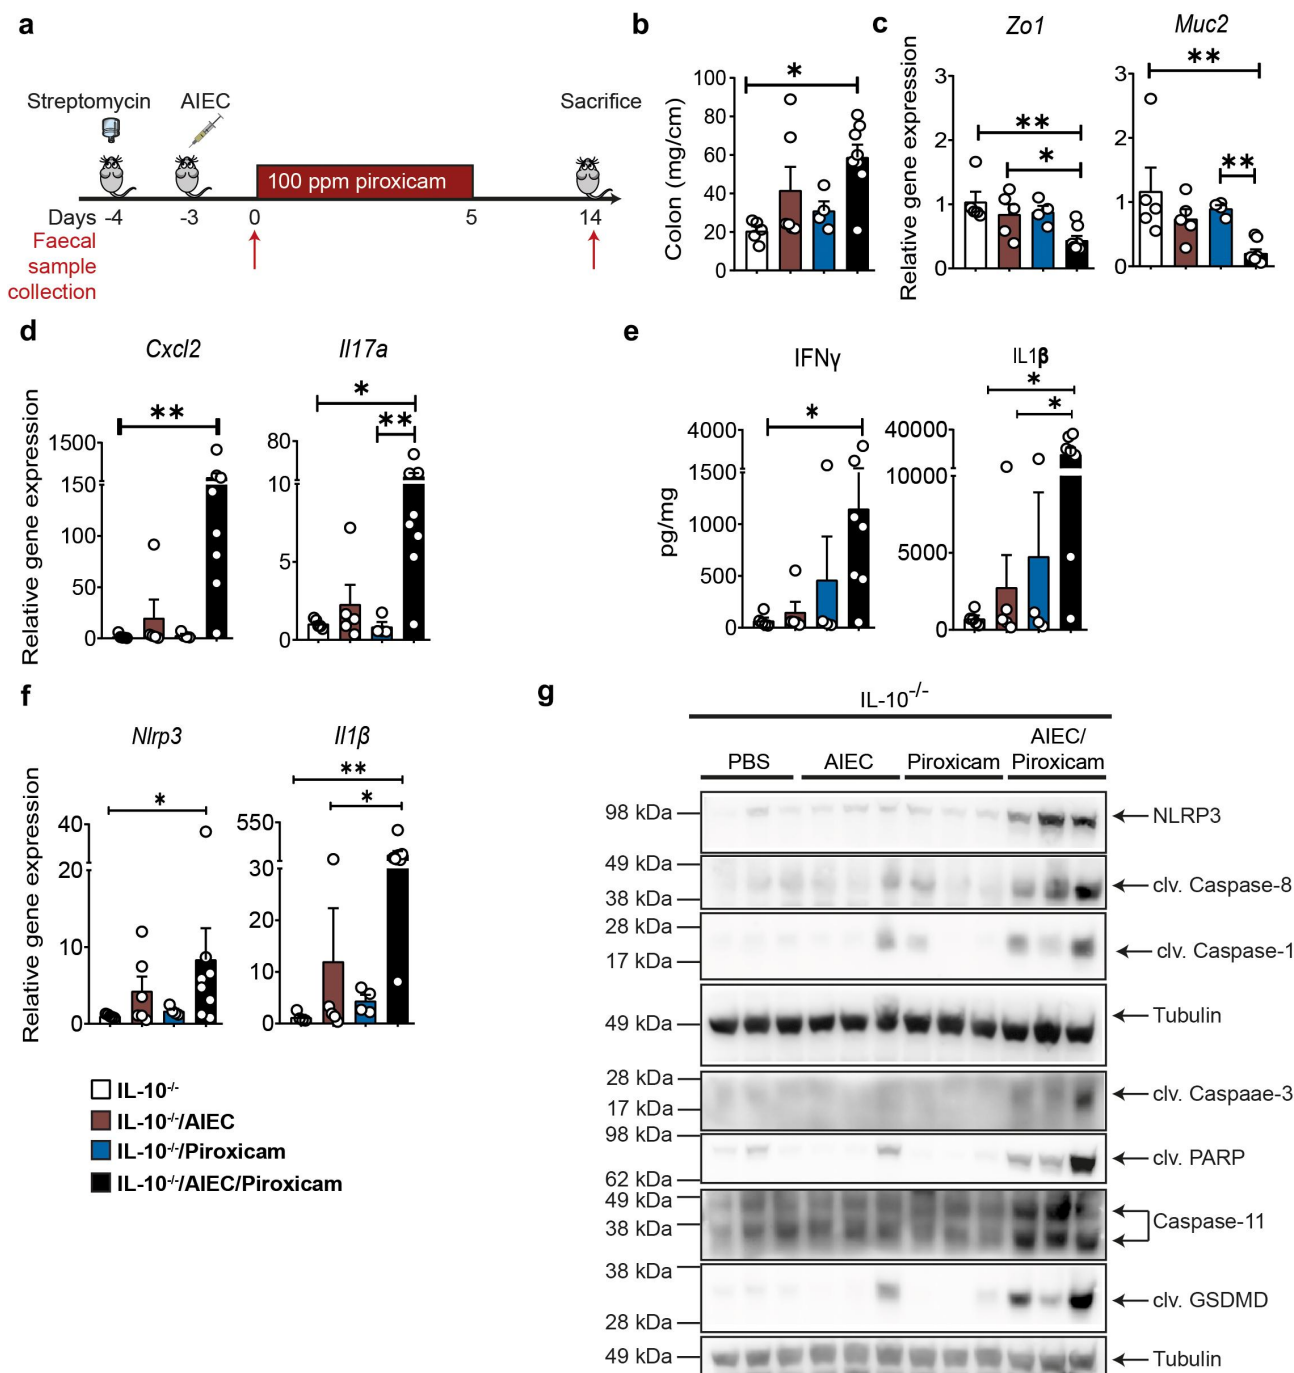 a
Streptomycin
AIEC
Sacrifice
100 ppm piroxicam
Days -4 -3 0 5 14
Faecal
sample
collection
b
*
Colon (mg/cm)
100
80
60
40
20
0
c
Zo1
Muc2
Relative gene expression
**
*
3
2
1
0
**
**
3
2
1
0
d
Cxcl2
Il17a
Relative gene expression
**
1500
150
100
50
0
*
**
80
10
5
0
e
IFNγ
IL1β
pg/mg
*
4000
1500
1000
500
0
*
*
40000
10000
5000
0
f
Nlrp3
Il1β
Relative gene expression
*
40
20
10
0
**
*
550
30
20
10
0
IL-10-/-
IL-10-/-/AIEC
IL-10-/-/Piroxicam
IL-10-/-/AIEC/Piroxicam
g
IL-10-/-
PBS
AIEC
Piroxicam
AIEC/
Piroxicam
98 kDa
NLRP3
49 kDa
38 kDa
clv. Caspase-8
28 kDa
17 kDa
clv. Caspase-1
49 kDa
Tubulin
28 kDa
17 kDa
clv. Caspaae-3
98 kDa
62 kDa
clv. PARP
49 kDa
38 kDa
Caspase-11
38 kDa
28 kDa
clv. GSDMD
49 kDa
Tubulin